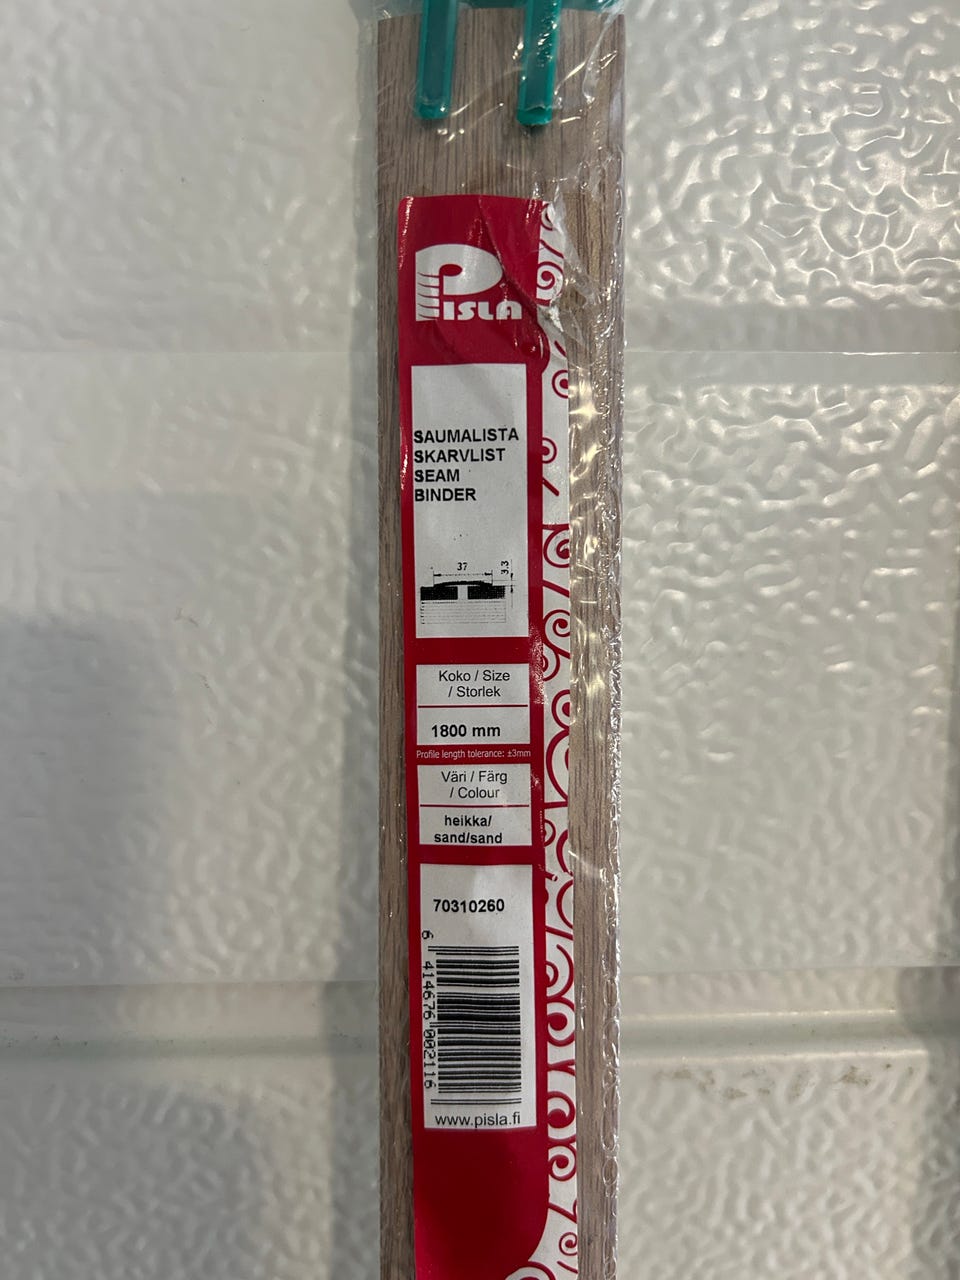 PISLA
SAUMALISTA
SKARVLIST
SEAM
BINDER
37
3.3
Koko / Size
/ Storlek
1800 mm
Profile length tolerance: ±3mm
Väri / Färg
/ Colour
heikka/
sand/sand
70310260
6 414676 002116
www.pisla.fi